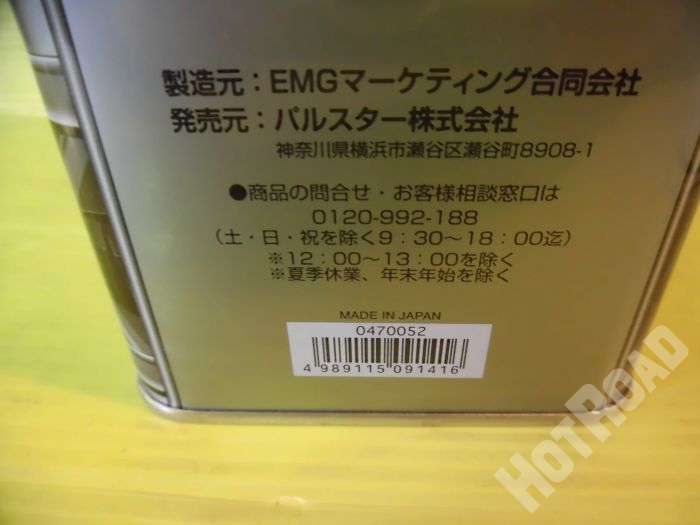 製造元：EMGマーケティング合同会社
発売元：パルスター株式会社
神奈川県横浜市瀬谷区瀬谷町8908-1
●商品の問合せ・お客様相談窓口は
0120-992-188
（土・日・祝を除く9：30〜18：00迄）
※12：00〜13：00を除く
※夏季休業、年末年始を除く
MADE IN JAPAN
0470052
4 989115 091416
HOTROAD